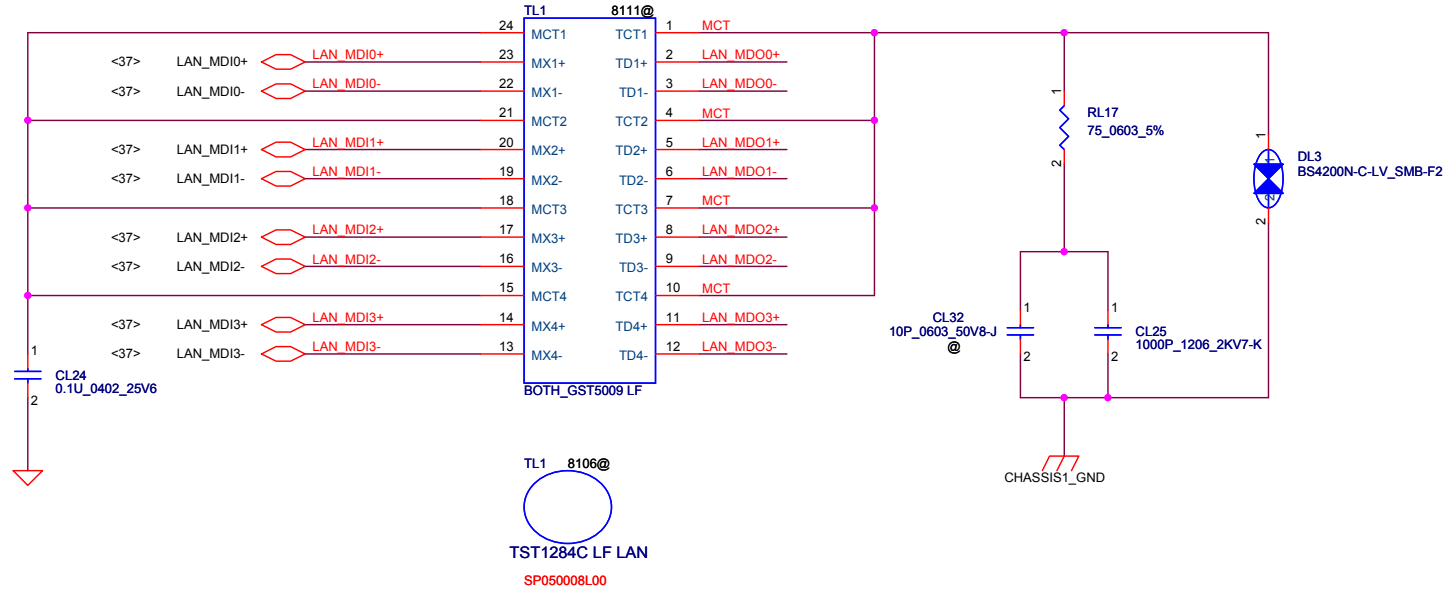 TL1 8111@
24 MCT1 TCT1 1 MCT
<37> LAN_MDI0+ LAN_MDI0+ 23 MX1+ TD1+ 2 LAN_MDO0+
<37> LAN_MDI0- LAN_MDI0- 22 MX1- TD1- 3 LAN_MDO0-
21 MCT2 TCT2 4 MCT
<37> LAN_MDI1+ LAN_MDI1+ 20 MX2+ TD2+ 5 LAN_MDO1+
<37> LAN_MDI1- LAN_MDI1- 19 MX2- TD2- 6 LAN_MDO1-
18 MCT3 TCT3 7 MCT
<37> LAN_MDI2+ LAN_MDI2+ 17 MX3+ TD3+ 8 LAN_MDO2+
<37> LAN_MDI2- LAN_MDI2- 16 MX3- TD3- 9 LAN_MDO2-
15 MCT4 TCT4 10 MCT
<37> LAN_MDI3+ LAN_MDI3+ 14 MX4+ TD4+ 11 LAN_MDO3+
<37> LAN_MDI3- LAN_MDI3- 13 MX4- TD4- 12 LAN_MDO3-
BOTH_GST5009 LF
1
CL24
0.1U_0402_25V6
2
1
RL17
75_0603_5%
2
1
DL3
BS4200N-C-LV_SMB-F2
1
2
2
1
CL32
10P_0603_50V8-J
@
2
1
CL25
1000P_1206_2KV7-K
2
CHASSIS1_GND
TL1 8106@
TST1284C LF LAN
SP050008L00